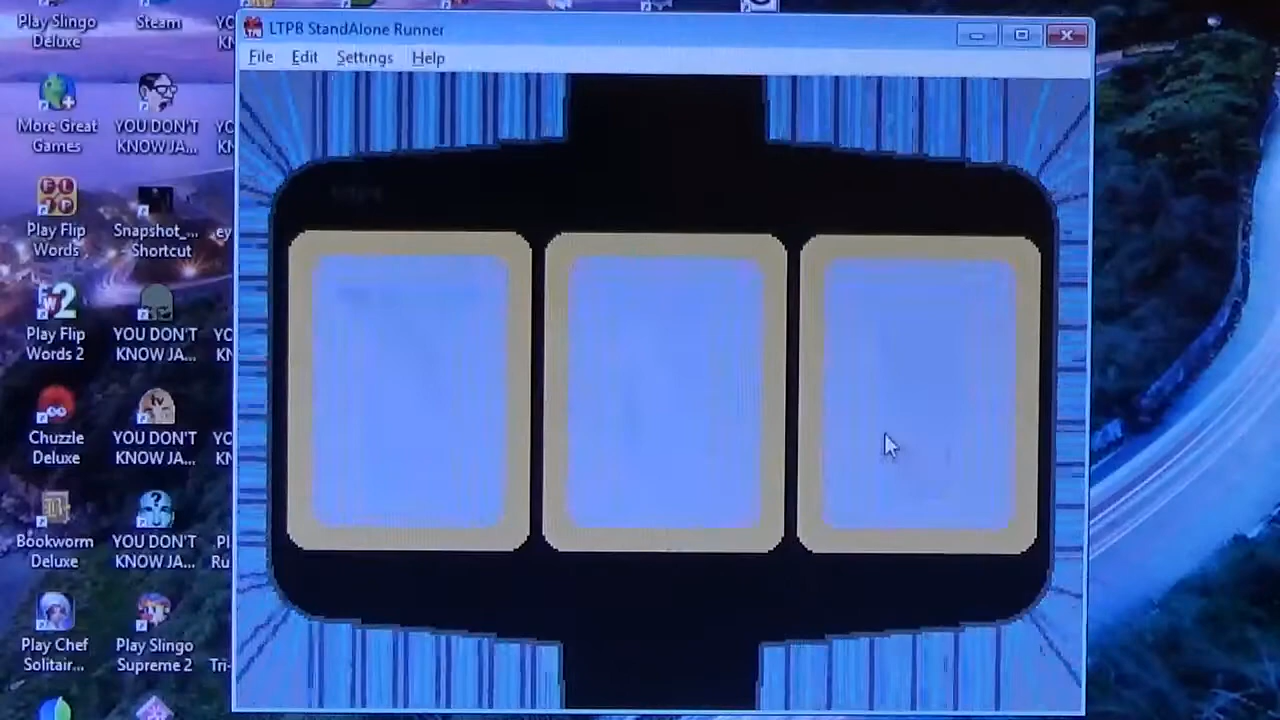 Play Slingo
Deluxe
Steam
LTPB StandAlone Runner
File Edit Settings Help
More Great
Games
YOU DON'T
KNOW JA...
Play Flip
Words
Snapshot_...
- Shortcut
Play Flip
Words 2
YOU DON'T
KNOW JA...
Chuzzle
Deluxe
YOU DON'T
KNOW JA...
Bookworm
Deluxe
YOU DON'T
KNOW JA...
Play Chef
Solitair...
Play Slingo
Supreme 2
Tri-